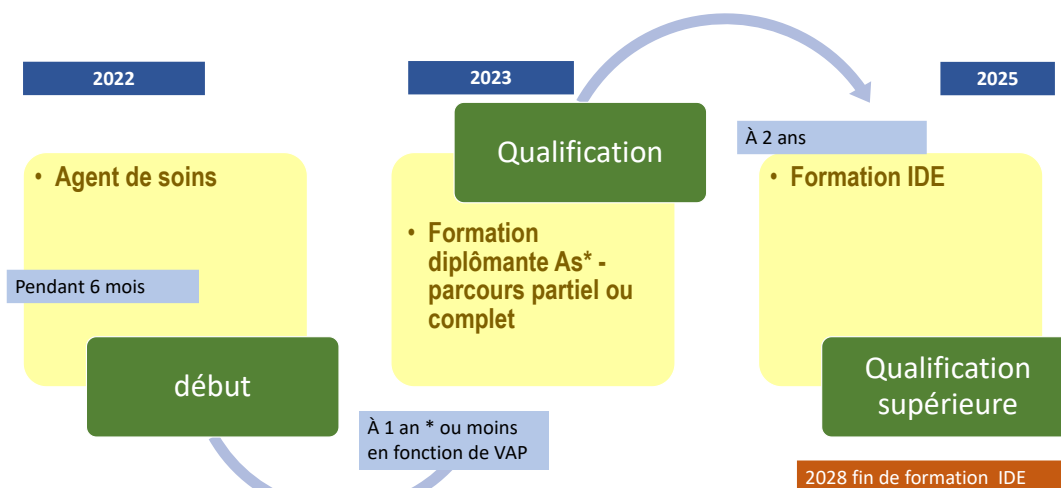 2022
• Agent de soins
Pendant 6 mois
début
2023
Qualification
• Formation
diplômante As* -
parcours partiel ou
complet
À 1 an * ou moins
en fonction de VAP
2025
À 2 ans
• Formation IDE
Qualification
supérieure
2028 fin de formation IDE